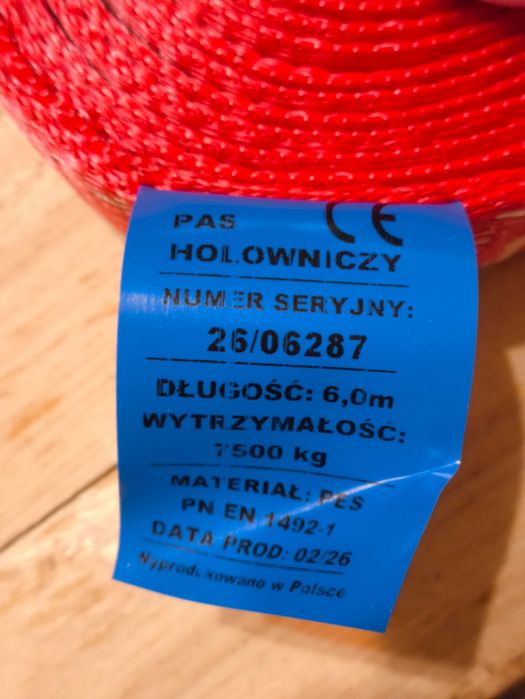 PAS CE
HOLOWNICZY
NUMER SERYJNY:
26/06287
DŁUGOŚĆ: 6,0m
WYTRZYMAŁOŚĆ:
7500 kg
MATERIAŁ: PES
PN EN 1492-1
DATA PROD: 02/26
Wyprodukowano w Polsce